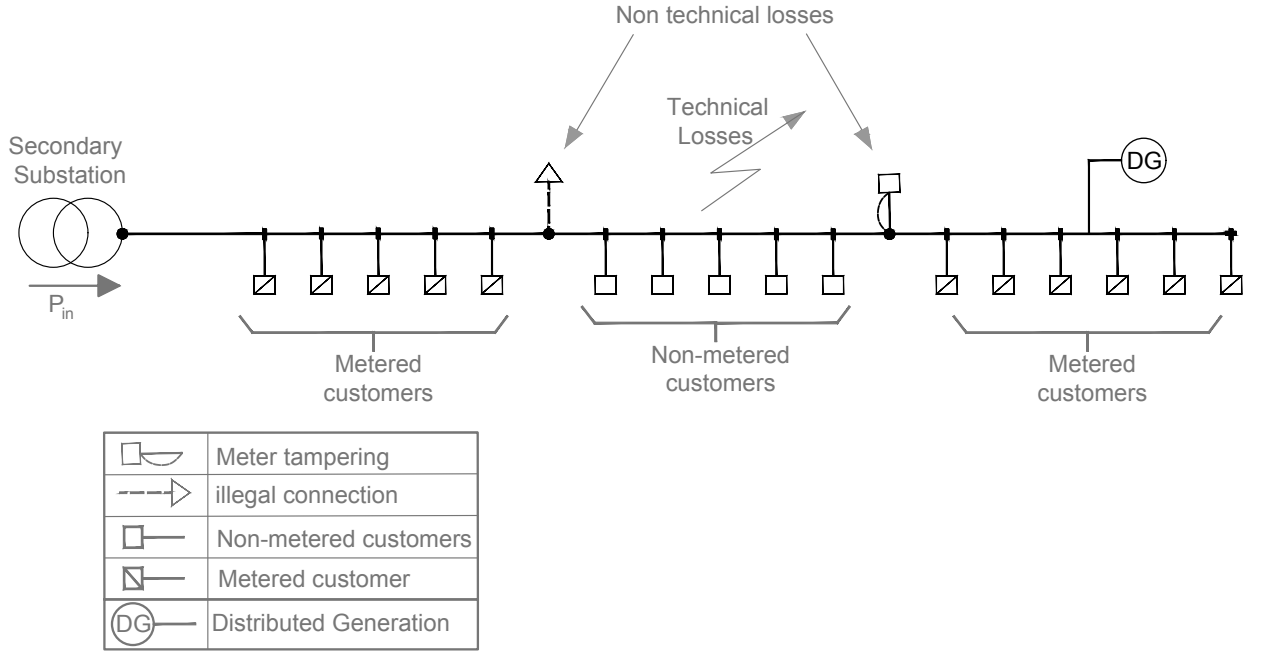 Non technical losses
Technical
Losses
Secondary
Substation
DG
P_in
Metered
customers
Non-metered
customers
Metered
customers
Meter tampering
illegal connection
Non-metered customers
Metered customer
DG Distributed Generation